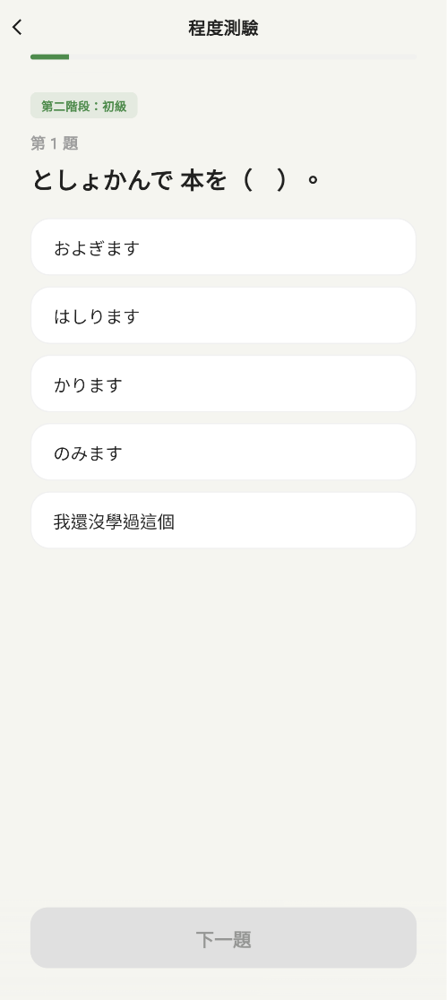 程度測驗
第二階段：初級
第 1 題
としょかんで 本を（　）。
およぎます
はしります
かります
のみます
我還沒學過這個
下一題